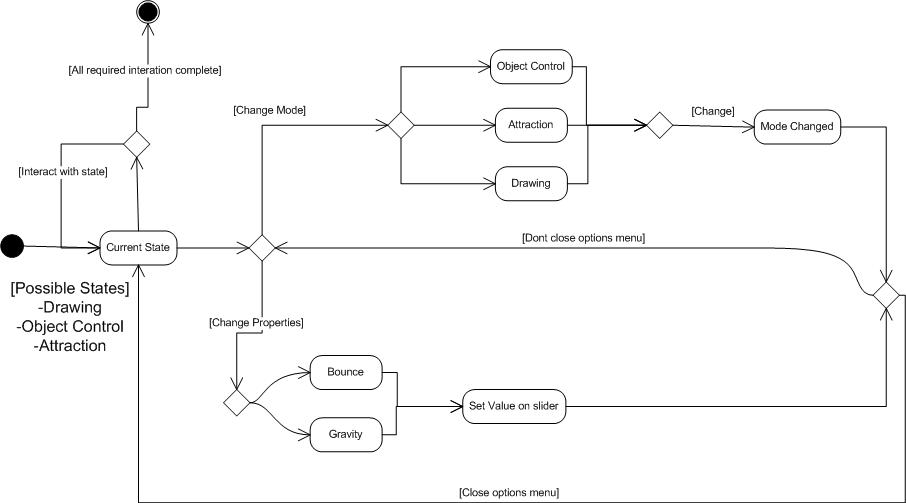 [All required interation complete]
[Change Mode]
Object Control
Attraction
Drawing
[Change]
Mode Changed
[Interact with state]
Current State
[Dont close options menu]
[Possible States]
-Drawing
-Object Control
-Attraction
[Change Properties]
Bounce
Gravity
Set Value on slider
[Close options menu]